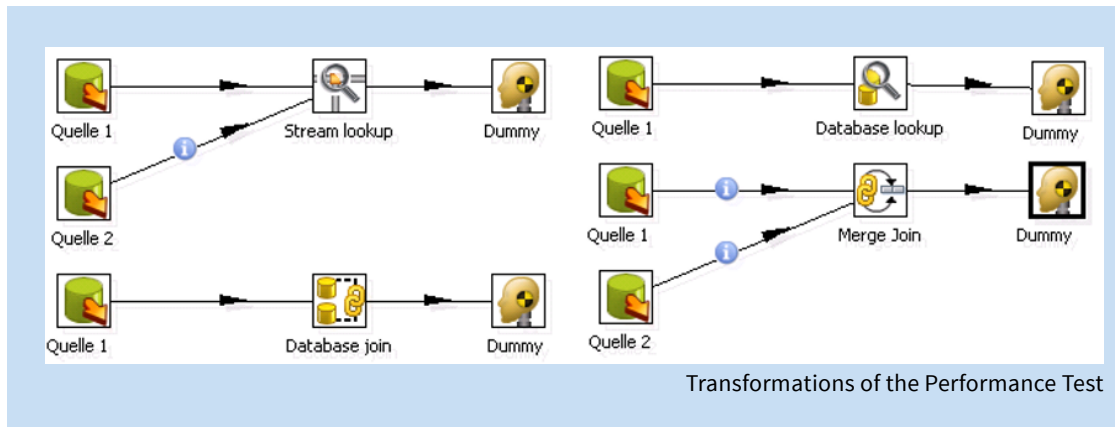 Quelle 1
Stream lookup
Dummy
Quelle 2
Quelle 1
Database join
Dummy
Quelle 1
Database lookup
Dummy
Quelle 1
Merge Join
Dummy
Quelle 2
Transformations of the Performance Test